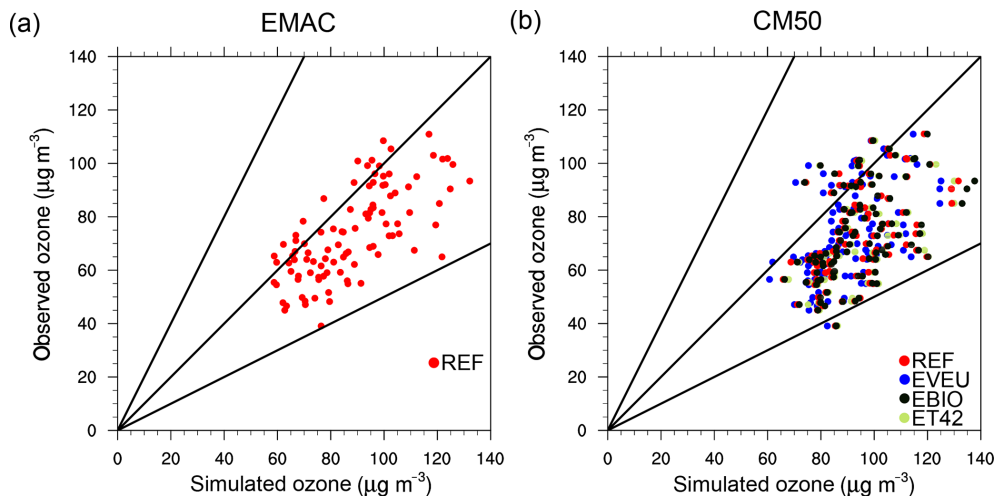 (a) EMAC
140
120
100
80
60
40
20
0
Observed ozone (µg m⁻³)
0 20 40 60 80 100 120 140
Simulated ozone (µg m⁻³)
REF
(b) CM50
140
120
100
80
60
40
20
0
Observed ozone (µg m⁻³)
0 20 40 60 80 100 120 140
Simulated ozone (µg m⁻³)
REF
EVEU
EBIO
ET42